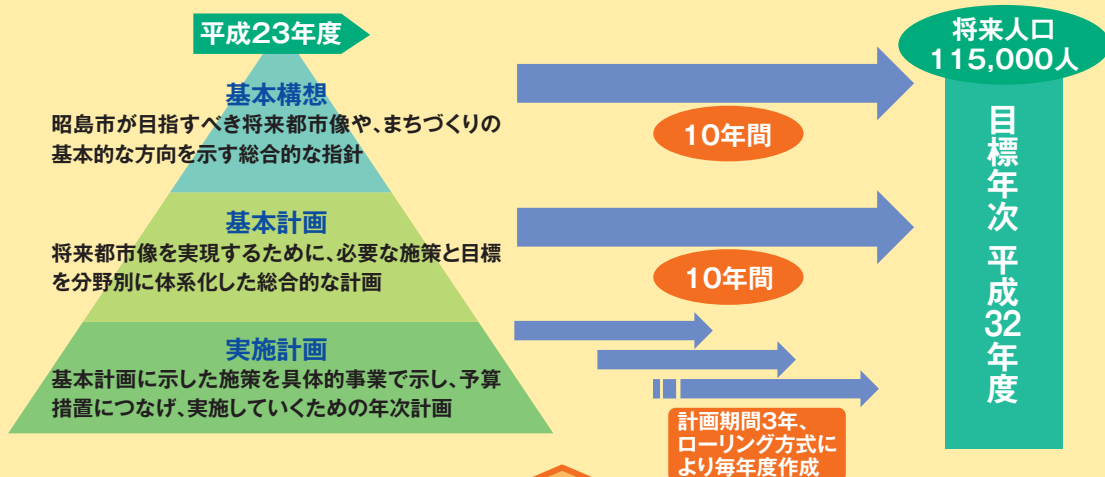 平成23年度
基本構想
昭島市が目指すべき将来都市像や、まちづくりの
基本的な方向を示す総合的な指針
10年間
基本計画
将来都市像を実現するために、必要な施策と目標
を分野別に体系化した総合的な計画
10年間
実施計画
基本計画に示した施策を具体的事業で示し、予算
措置につなげ、実施していくための年次計画
計画期間3年、
ローリング方式に
より毎年度作成
将来人口
115,000人
目標年次 平成32年度